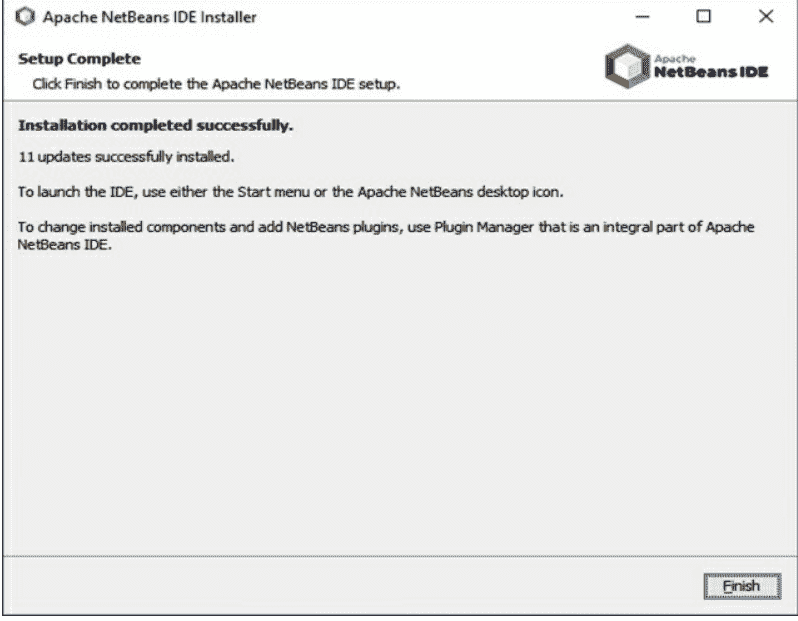 Apache NetBeans IDE Installer
Setup Complete
Click Finish to complete the Apache NetBeans IDE setup.
Apache
NetBeans IDE
Installation completed successfully.
11 updates successfully installed.
To launch the IDE, use either the Start menu or the Apache NetBeans desktop icon.
To change installed components and add NetBeans plugins, use Plugin Manager that is an integral part of Apache
NetBeans IDE.
Finish